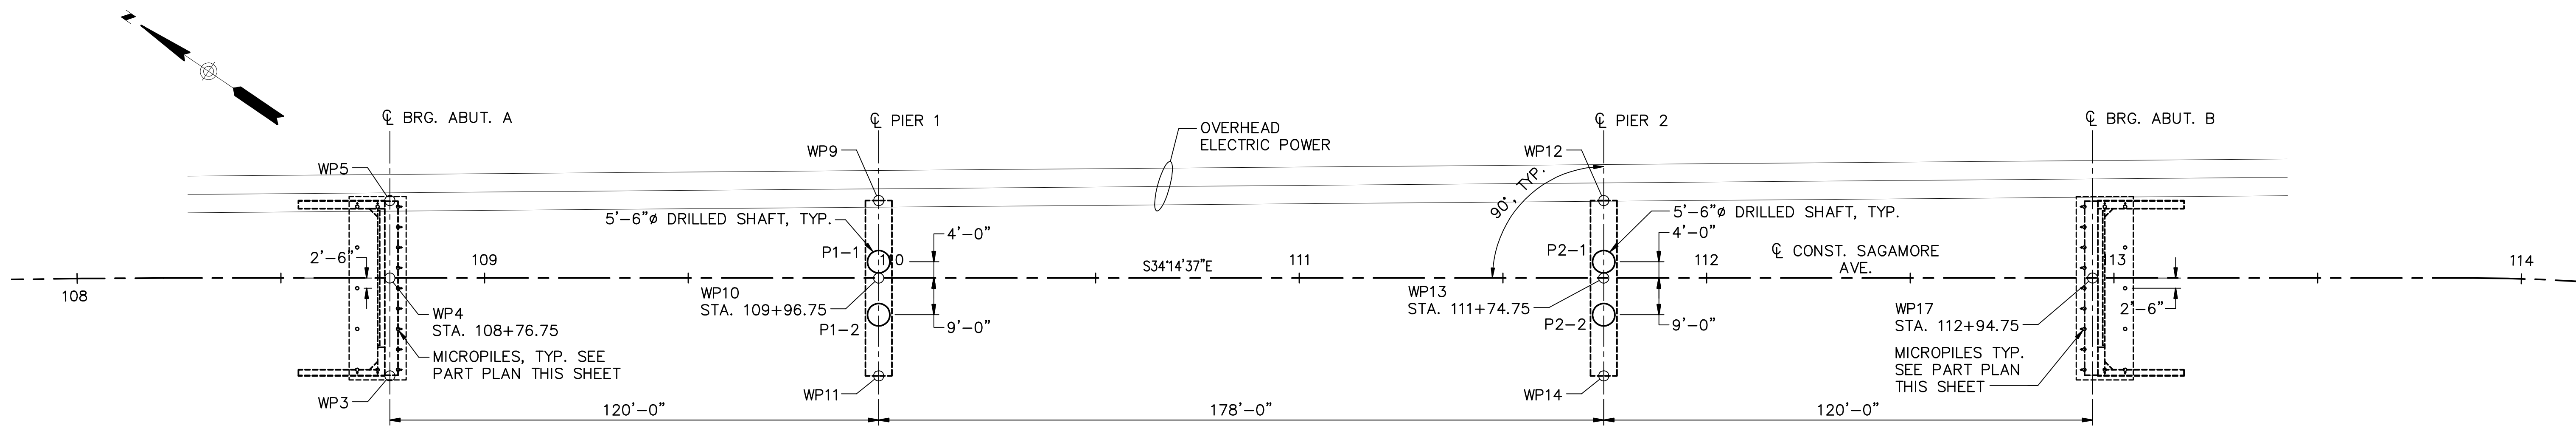 N
℄ BRG. ABUT. A
℄ PIER 1
OVERHEAD
ELECTRIC POWER
℄ PIER 2
℄ BRG. ABUT. B
WP5
WP9
WP12
90°, TYP.
5'-6"ø DRILLED SHAFT, TYP.
5'-6"ø DRILLED SHAFT, TYP.
4'-0"
4'-0"
P1-1
P2-1
℄ CONST. SAGAMORE
AVE.
2'-6"
108
109
110
S34°14'37"E
111
112
113
114
WP4
STA. 108+76.75
WP10
STA. 109+96.75
WP13
STA. 111+74.75
WP17
STA. 112+94.75
2'-6"
P1-2
9'-0"
P2-2
9'-0"
MICROPILES, TYP. SEE
PART PLAN THIS SHEET
MICROPILES TYP.
SEE PART PLAN
THIS SHEET
WP3
WP11
WP14
120'-0"
178'-0"
120'-0"